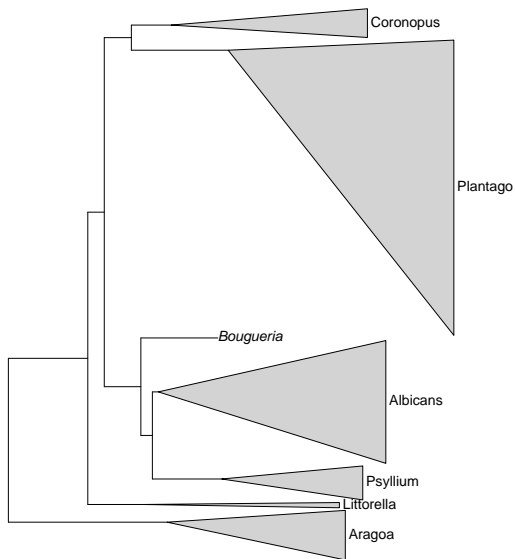 Coronopus
Plantago
Bougueria
Albicans
Psyllium
Littorella
Aragoa